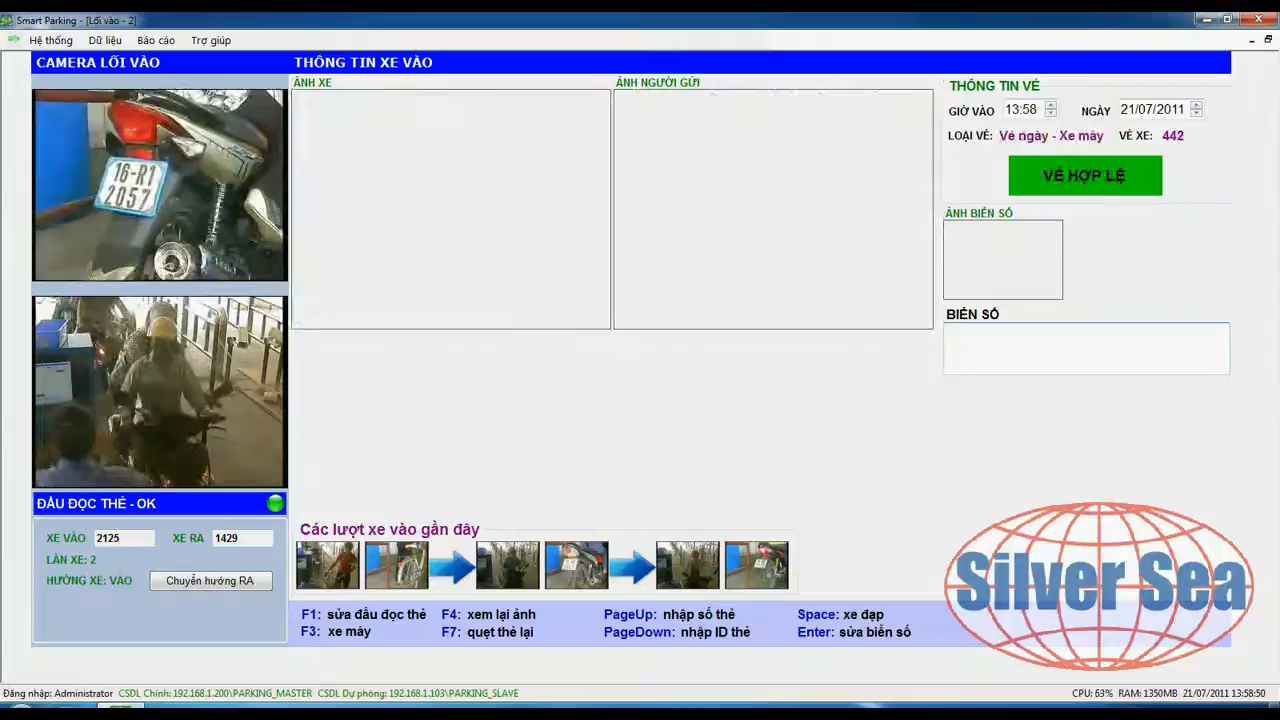 Smart Parking - [Lối vào - 2]
Hệ thống Dữ liệu Báo cáo Trợ giúp
CAMERA LỐI VÀO
THÔNG TIN XE VÀO
ẢNH XE
ẢNH NGƯỜI GỬI
THÔNG TIN VÉ
GIỜ VÀO 13:58 NGÀY 21/07/2011
LOẠI VÉ: Vé ngày - Xe máy VÉ XE: 442
VÉ HỢP LỆ
ẢNH BIỂN SỐ
BIỂN SỐ
16-R1
2057
ĐẦU ĐỌC THẺ - OK
XE VÀO 2125 XE RA 1429
LÀN XE: 2
HƯỚNG XE: VÀO Chuyển hướng RA
Các lượt xe vào gần đây
F1: sửa đầu đọc thẻ F4: xem lại ảnh PageUp: nhập số thẻ Space: xe đạp
F3: xe máy F7: quẹt thẻ lại PageDown: nhập ID thẻ Enter: sửa biển số
Silver Sea
Đăng nhập: Administrator CSDL Chính: 192.168.1.200\PARKING_MASTER CSDL Dự phòng: 192.168.1.103\PARKING_SLAVE CPU: 63% RAM: 1350MB 21/07/2011 13:58:50